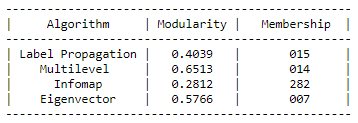 ---------------------------------------------------
| Algorithm | Modularity | Membership |
---------------------------------------------------
| Label Propagation | 0.4039 | 015 |
| Multilevel | 0.6513 | 014 |
| Infomap | 0.2812 | 282 |
| Eigenvector | 0.5766 | 007 |
---------------------------------------------------